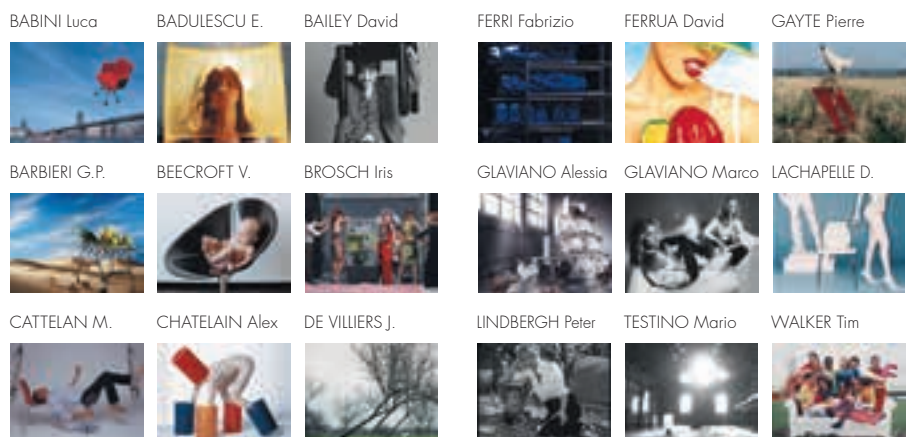 BABINI Luca
BADULESCU E.
BAILEY David
FERRI Fabrizio
FERRUA David
GAYTE Pierre
BARBIERI G.P.
BEECROFT V.
BROSCH Iris
GLAVIANO Alessia
GLAVIANO Marco
LACHAPELLE D.
CATTELAN M.
CHATELAIN Alex
DE VILLIERS J.
LINDBERGH Peter
TESTINO Mario
WALKER Tim